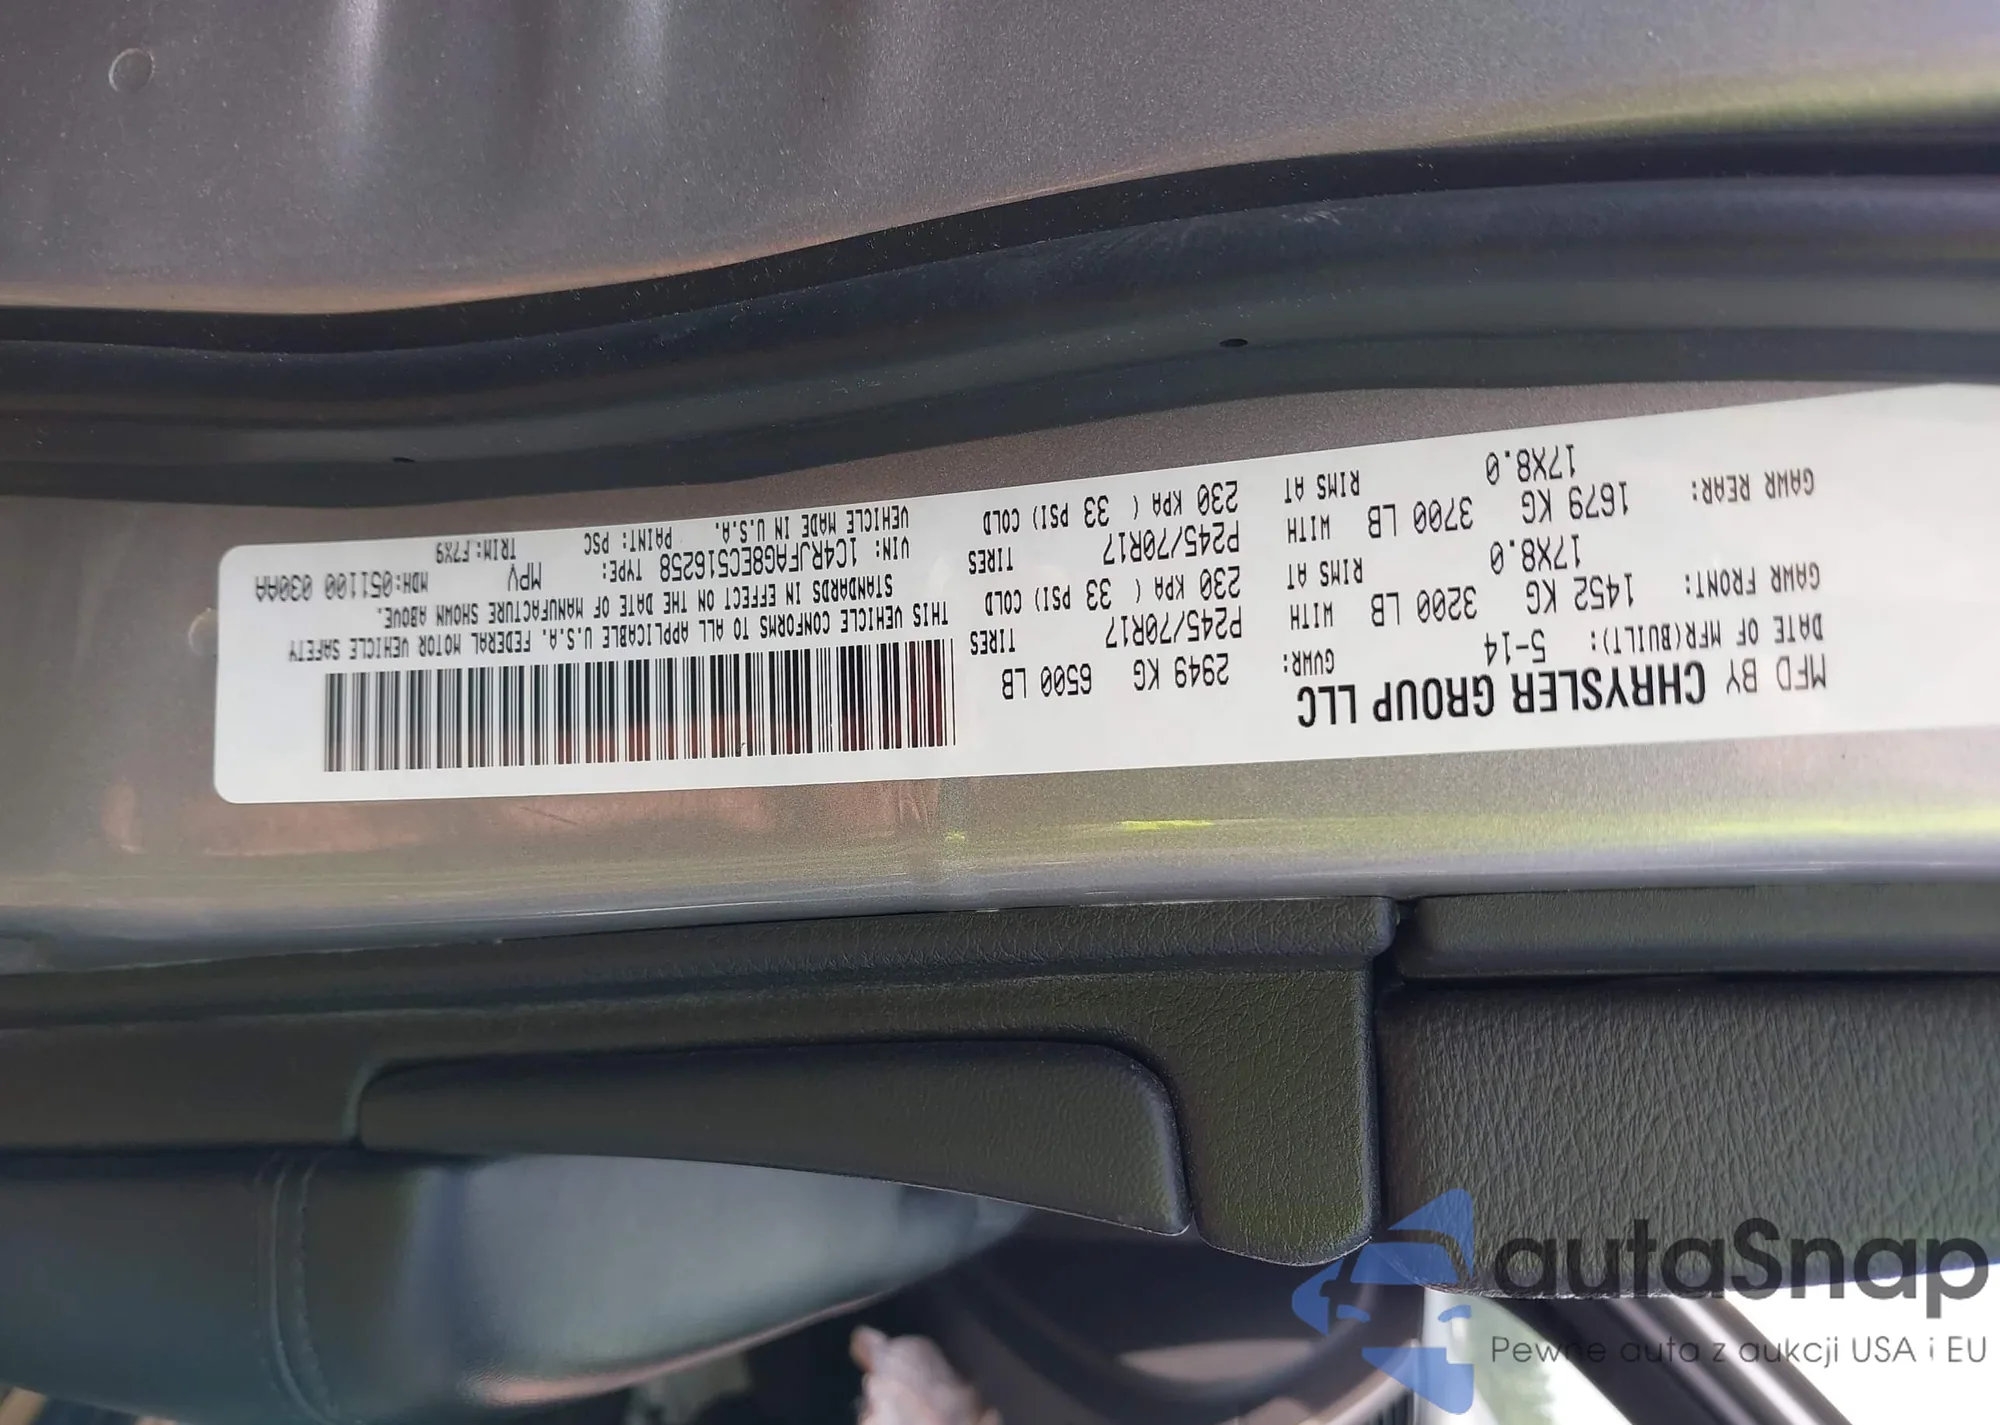 MFD BY CHRYSLER GROUP LLC
DATE OF MFR(BUILT): 5-14 GVWR: 2949 KG 6500 LB
GAWR FRONT: 1452 KG 3200 LB WITH TIRES P245/70R17
17X8.0 RIMS AT 230 KPA ( 33 PSI) COLD
GAWR REAR: 1679 KG 3700 LB WITH TIRES P245/70R17
17X8.0 RIMS AT 230 KPA ( 33 PSI) COLD
THIS VEHICLE CONFORMS TO ALL APPLICABLE U.S.A. FEDERAL MOTOR VEHICLE SAFETY
STANDARDS IN EFFECT ON THE DATE OF MANUFACTURE SHOWN ABOVE.
VIN: 1C4RJFAG8EC516258 TYPE: MPV MDH:051100 030AA
VEHICLE MADE IN U.S.A. PAINT: PSC TRIM:F7X9
autaSnap
Pewne auta z aukcji USA i EU